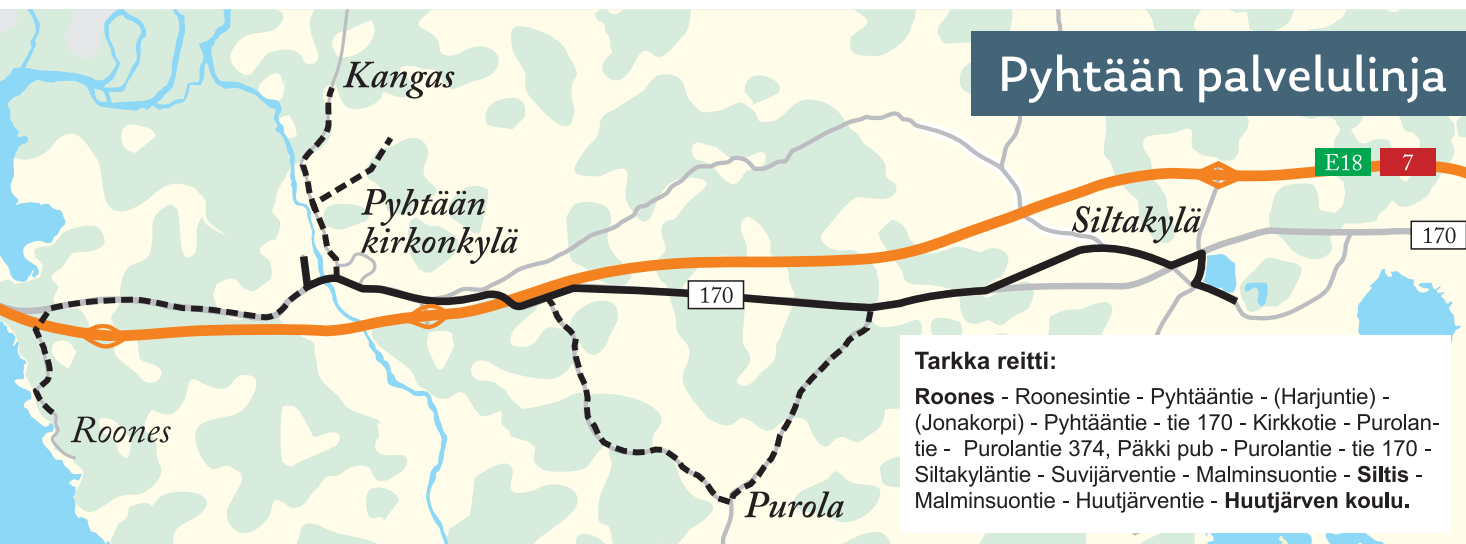 Pyhtään palvelulinja
Kangas
E18 7
Pyhtään
kirkonkylä
Siltakylä
170
170
Roones
Purola
Tarkka reitti:
Roones - Roonesintie - Pyhtääntie - (Harjuntie) -
(Jonakorpi) - Pyhtääntie - tie 170 - Kirkkotie - Purolan-
tie - Purolantie 374, Päkki pub - Purolantie - tie 170 -
Siltakyläntie - Suvijärventie - Malminsuontie - Siltis -
Malminsuontie - Huutjärventie - Huutjärven koulu.